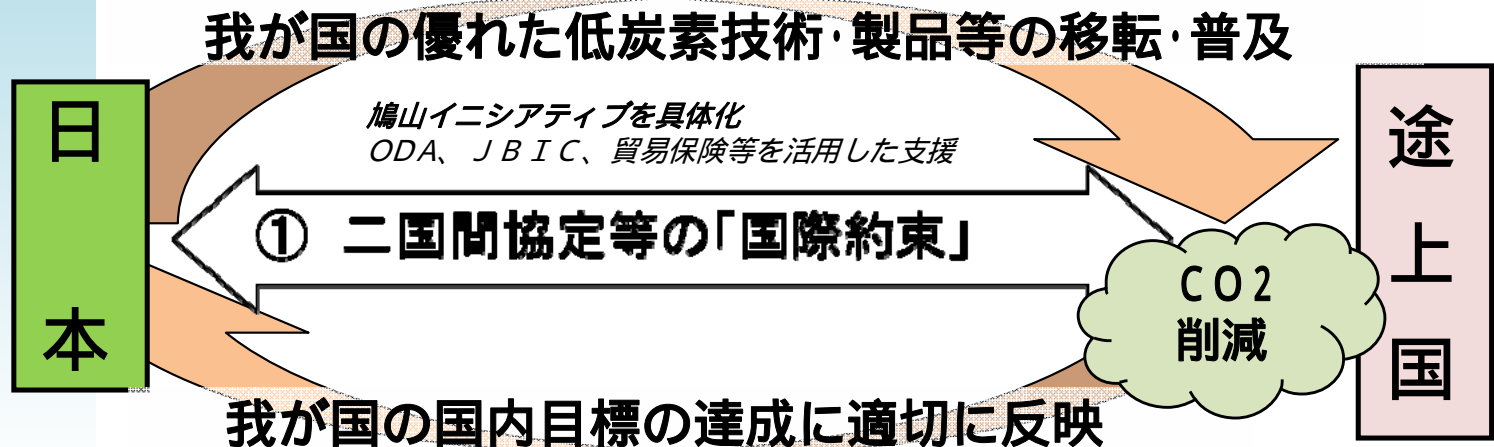 我が国の優れた低炭素技術・製品等の移転・普及
日本
鳩山イニシアティブを具体化
ODA、JBIC、貿易保険等を活用した支援
① 二国間協定等の「国際約束」
CO2
削減
途上国
我が国の国内目標の達成に適切に反映